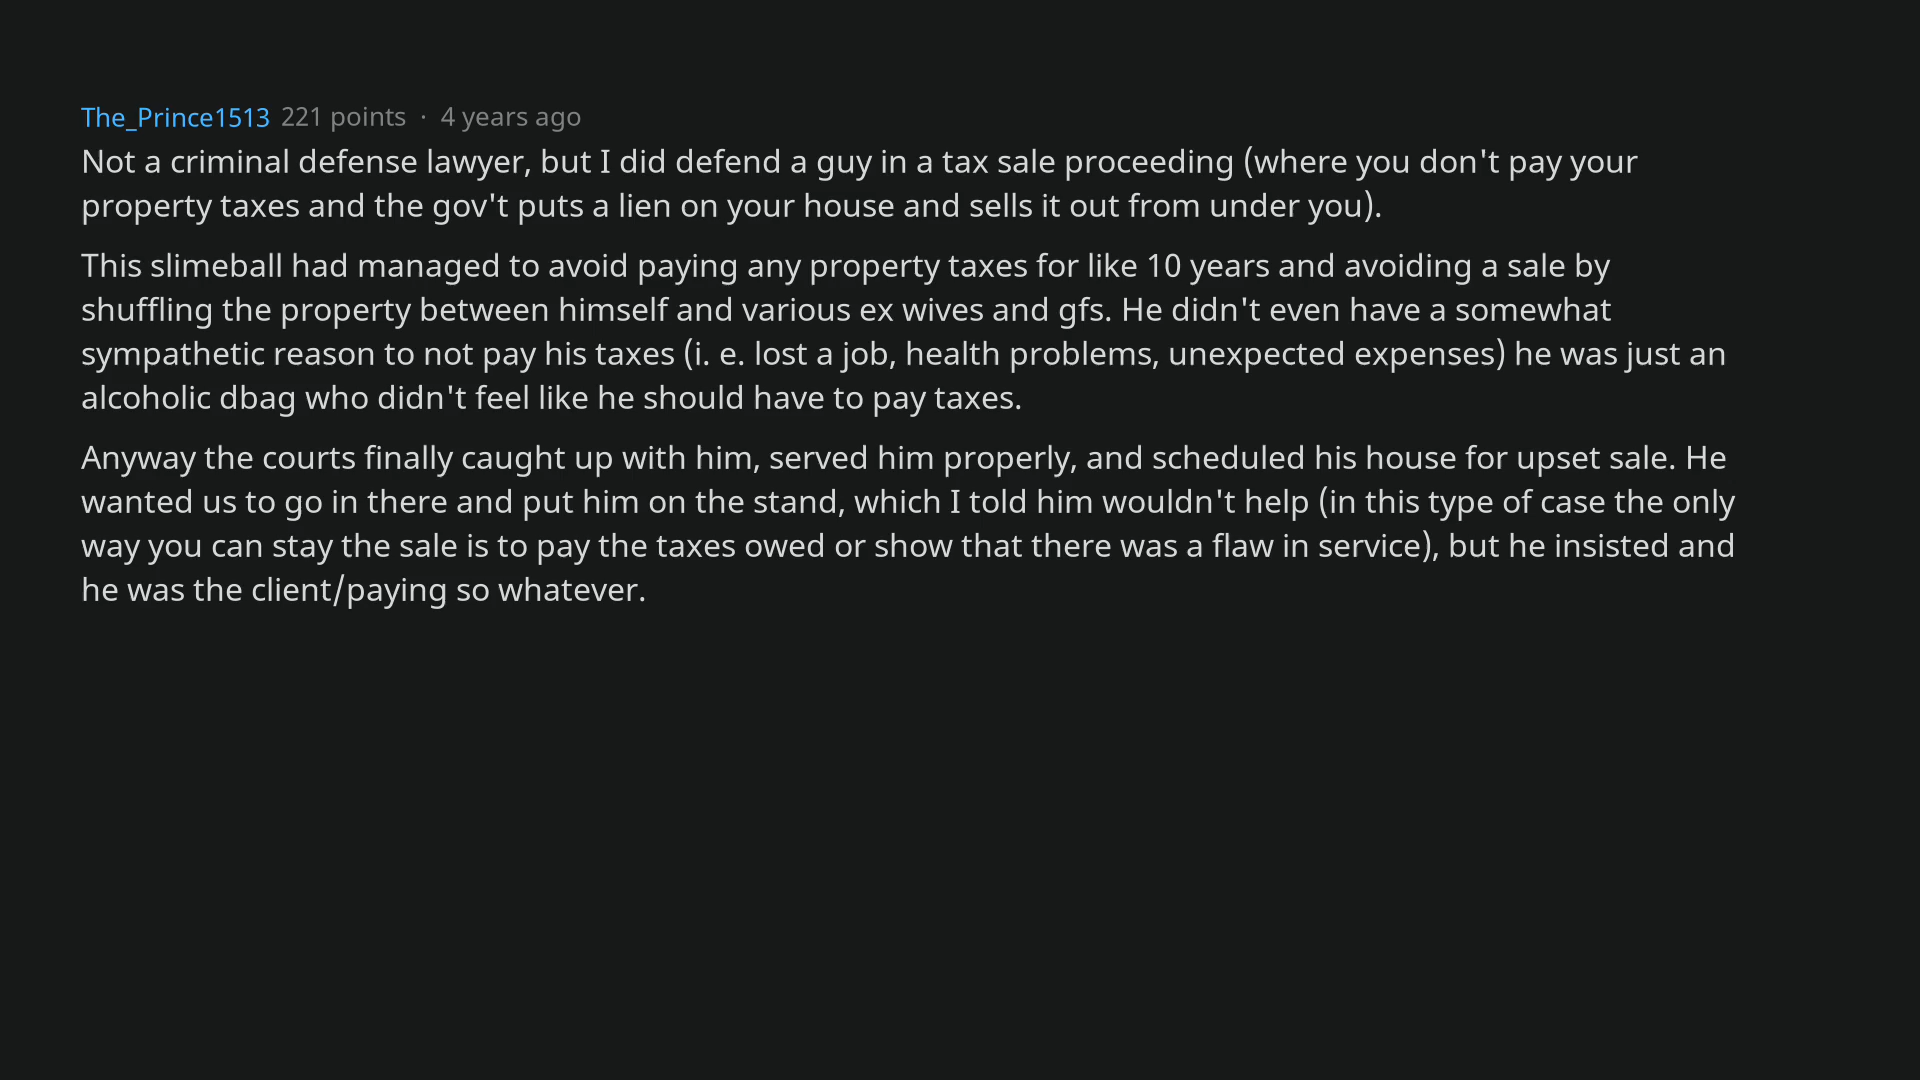 The_Prince1513 221 points · 4 years ago
Not a criminal defense lawyer, but I did defend a guy in a tax sale proceeding (where you don't pay your
property taxes and the gov't puts a lien on your house and sells it out from under you).
This slimeball had managed to avoid paying any property taxes for like 10 years and avoiding a sale by
shuffling the property between himself and various ex wives and gfs. He didn't even have a somewhat
sympathetic reason to not pay his taxes (i. e. lost a job, health problems, unexpected expenses) he was just an
alcoholic dbag who didn't feel like he should have to pay taxes.
Anyway the courts finally caught up with him, served him properly, and scheduled his house for upset sale. He
wanted us to go in there and put him on the stand, which I told him wouldn't help (in this type of case the only
way you can stay the sale is to pay the taxes owed or show that there was a flaw in service), but he insisted and
he was the client/paying so whatever.